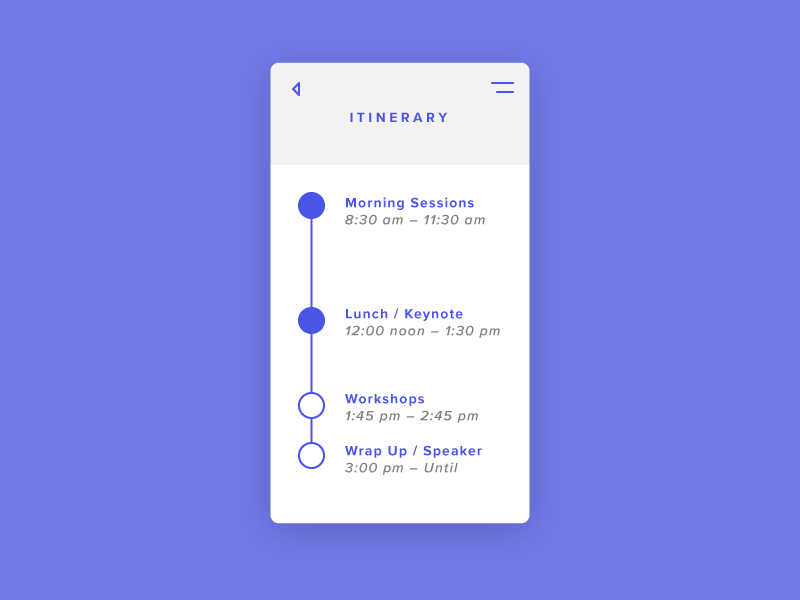 ITINERARY
Morning Sessions
8:30 am – 11:30 am
Lunch / Keynote
12:00 noon – 1:30 pm
Workshops
1:45 pm – 2:45 pm
Wrap Up / Speaker
3:00 pm – Until